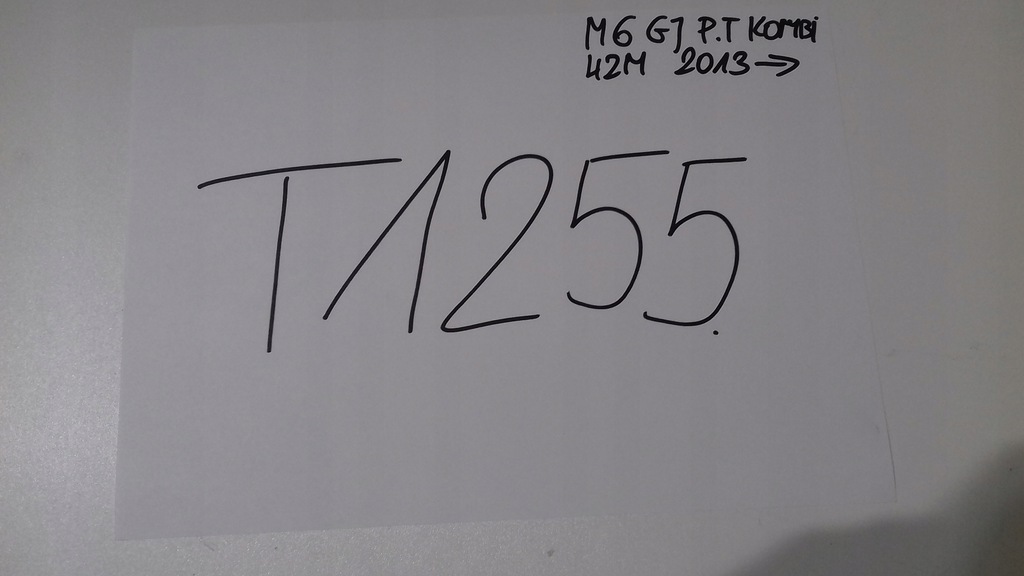 M6 GJ P.T KOMBi
42M 2013→
T1255.